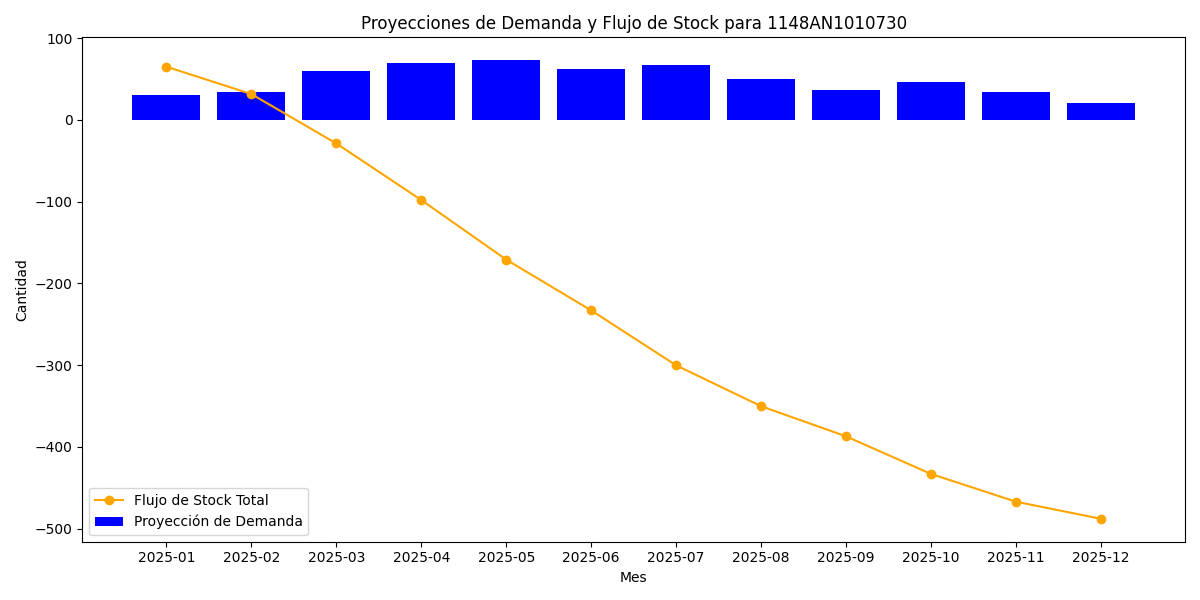 Proyecciones de Demanda y Flujo de Stock para 1148AN1010730
Cantidad
100
0
−100
−200
−300
−400
−500
Flujo de Stock Total
Proyección de Demanda
2025-01 2025-02 2025-03 2025-04 2025-05 2025-06 2025-07 2025-08 2025-09 2025-10 2025-11 2025-12
Mes